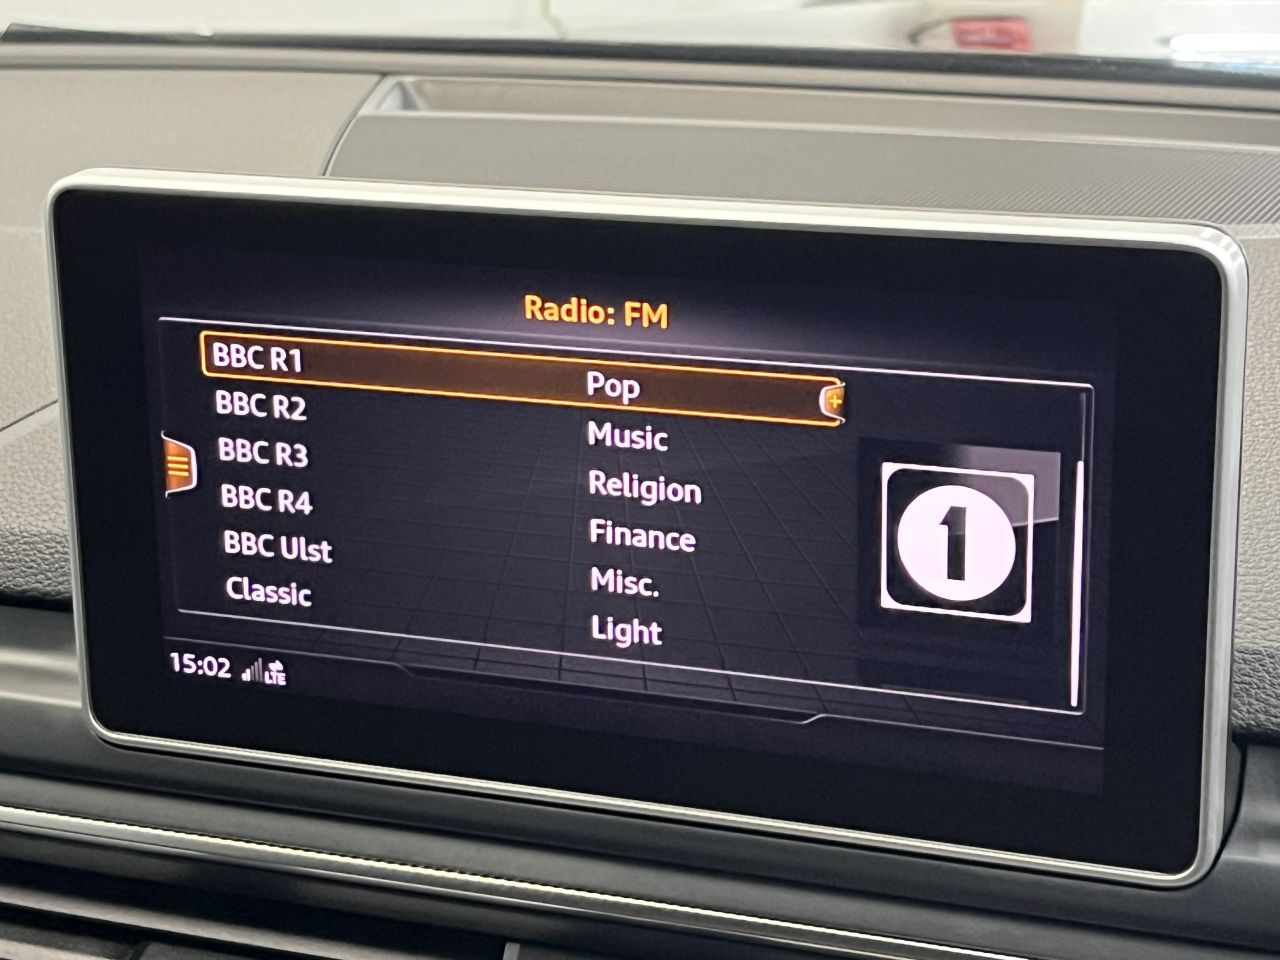 Radio: FM
BBC R1 Pop
BBC R2 Music
BBC R3 Religion
BBC R4 Finance
BBC Ulst Misc.
Classic Light
1
15:02 LTE